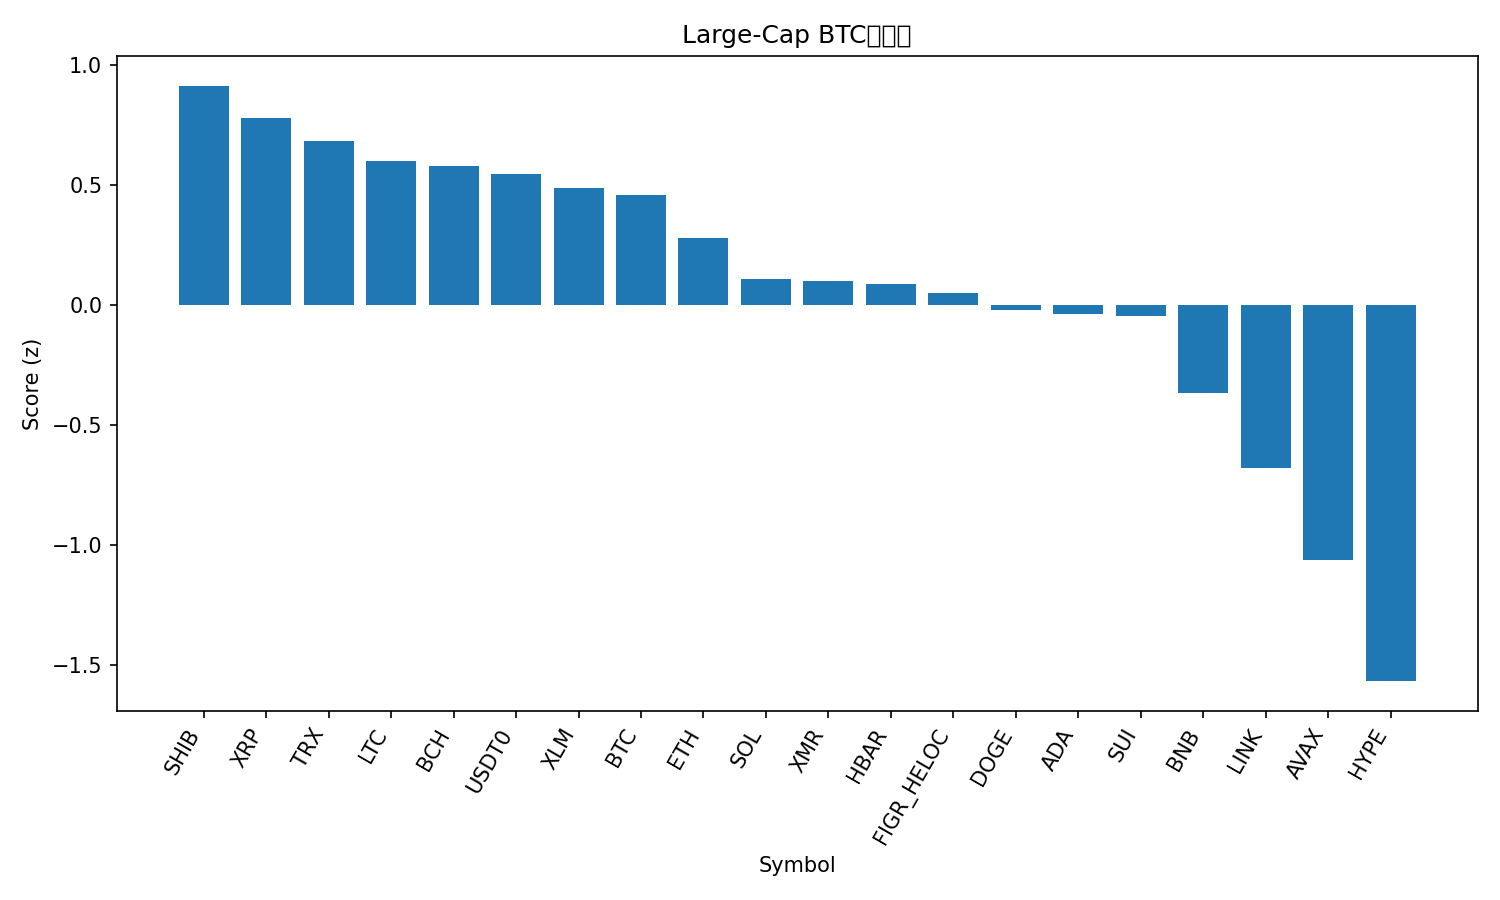 Large-Cap BTC
1.0
0.5
0.0
−0.5
−1.0
−1.5
Score (z)
SHIB
XRP
TRX
LTC
BCH
USDT0
XLM
BTC
ETH
SOL
XMR
HBAR
FIGR_HELOC
DOGE
ADA
SUI
BNB
LINK
AVAX
HYPE
Symbol